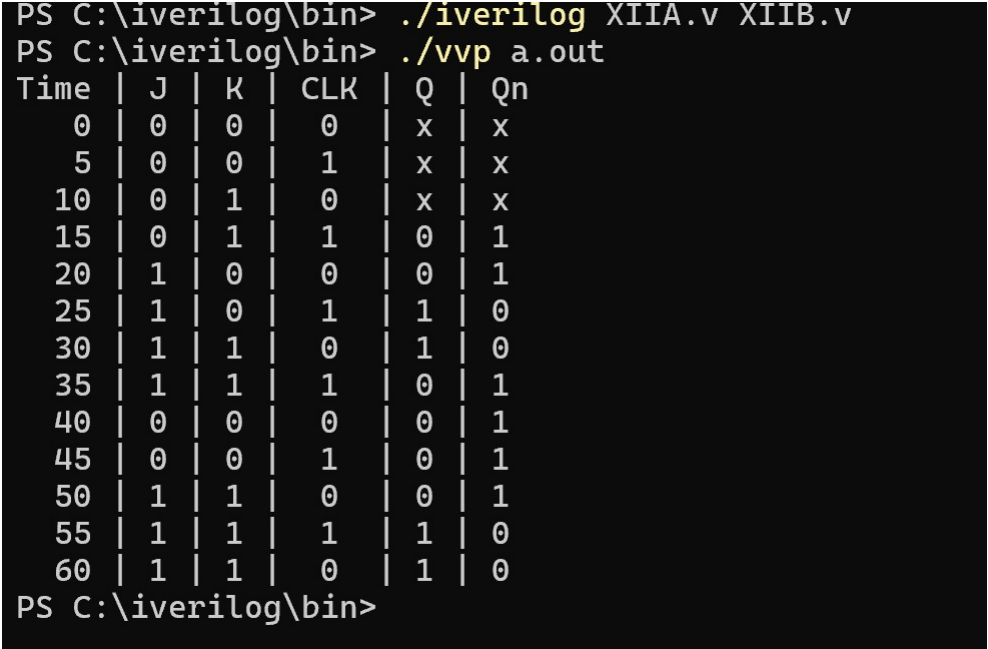 PS C:\iverilog\bin> ./iverilog XIIA.v XIIB.v
PS C:\iverilog\bin> ./vvp a.out
Time | J | K | CLK | Q | Qn
   0 | 0 | 0 |  0  | x | x
   5 | 0 | 0 |  1  | x | x
  10 | 0 | 1 |  0  | x | x
  15 | 0 | 1 |  1  | 0 | 1
  20 | 1 | 0 |  0  | 0 | 1
  25 | 1 | 0 |  1  | 1 | 0
  30 | 1 | 1 |  0  | 1 | 0
  35 | 1 | 1 |  1  | 0 | 1
  40 | 0 | 0 |  0  | 0 | 1
  45 | 0 | 0 |  1  | 0 | 1
  50 | 1 | 1 |  0  | 0 | 1
  55 | 1 | 1 |  1  | 1 | 0
  60 | 1 | 1 |  0  | 1 | 0
PS C:\iverilog\bin>